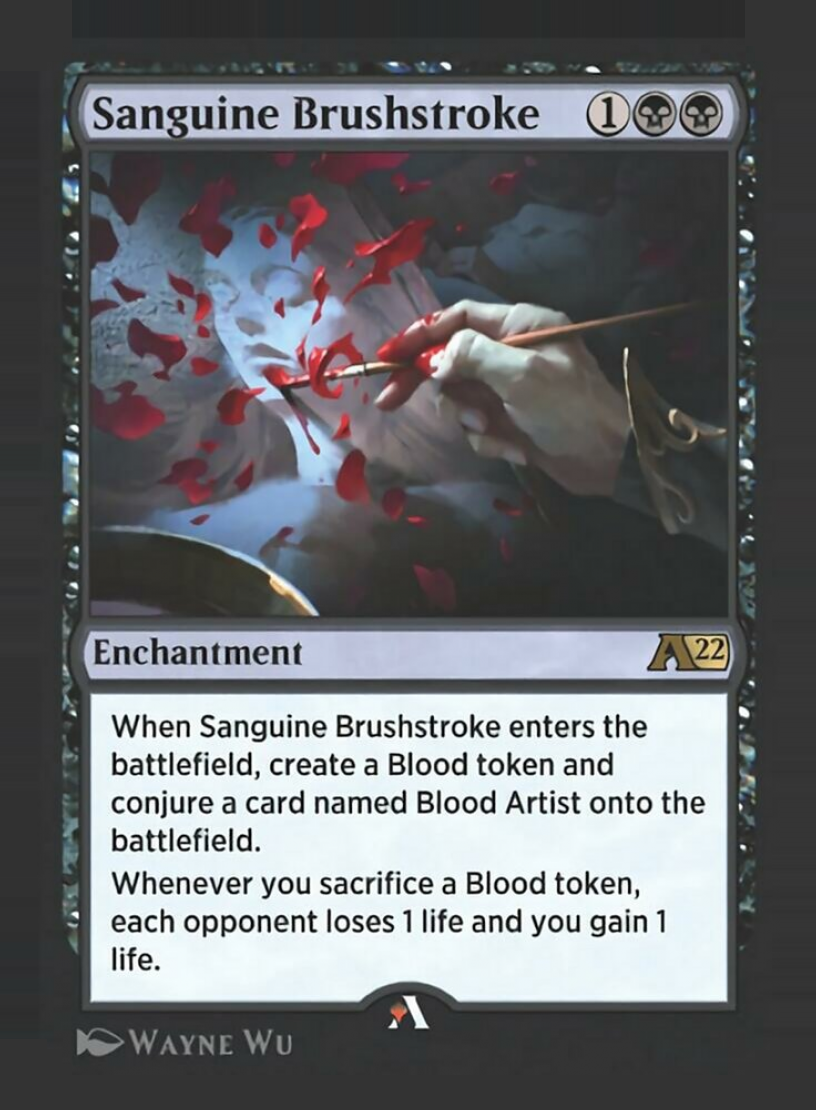 Sanguine Brushstroke 1
Enchantment A22
When Sanguine Brushstroke enters the
battlefield, create a Blood token and
conjure a card named Blood Artist onto the
battlefield.
Whenever you sacrifice a Blood token,
each opponent loses 1 life and you gain 1
life.
Wayne Wu